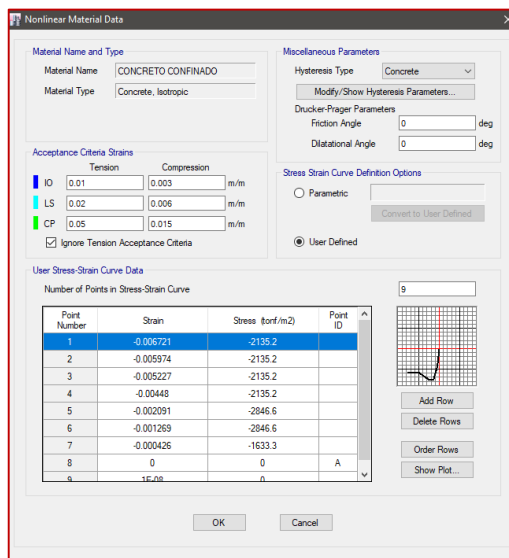 Nonlinear Material Data
Material Name and Type
Material Name CONCRETO CONFINADO
Material Type Concrete, Isotropic
Miscellaneous Parameters
Hysteresis Type Concrete
Modify/Show Hysteresis Parameters...
Drucker-Prager Parameters
Friction Angle 0 deg
Dilatational Angle 0 deg
Acceptance Criteria Strains
Tension Compression
IO 0.01 0.003 m/m
LS 0.02 0.006 m/m
CP 0.05 0.015 m/m
Ignore Tension Acceptance Criteria
Stress Strain Curve Definition Options
Parametric
Convert to User Defined
User Defined
User Stress-Strain Curve Data
Number of Points in Stress-Strain Curve 9
Point Number Strain Stress (tonf/m2) Point ID
1 -0.006721 -2135.2
2 -0.005974 -2135.2
3 -0.005227 -2135.2
4 -0.00448 -2135.2
5 -0.002091 -2846.6
6 -0.001269 -2846.6
7 -0.000426 -1633.3
8 0 0 A
9 1E-08 0
Add Row
Delete Rows
Order Rows
Show Plot...
OK Cancel